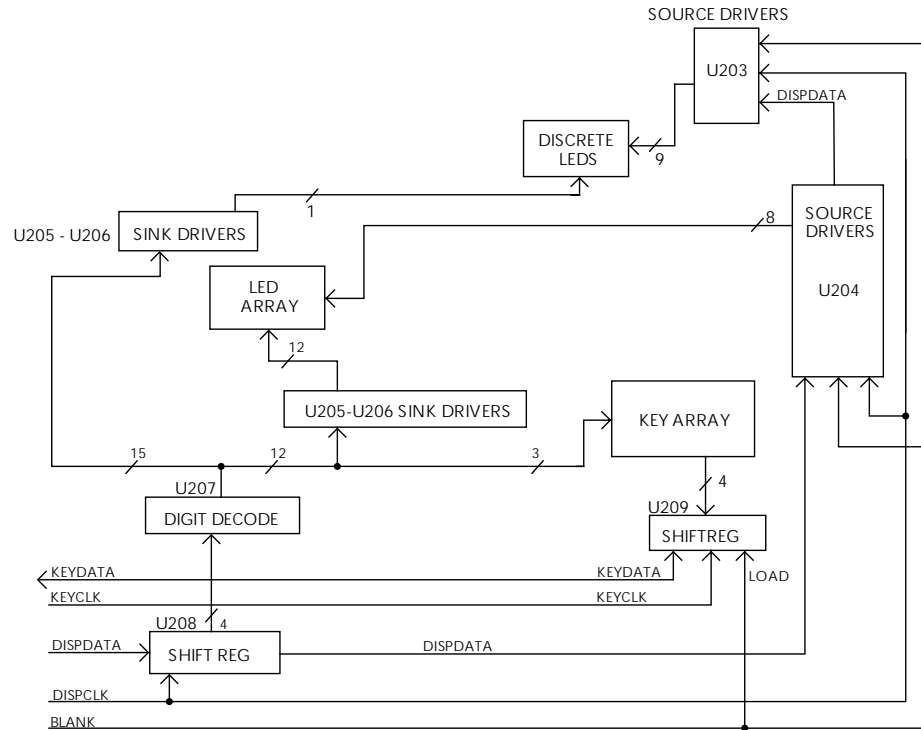 SOURCE DRIVERS
U203
DISPDATA
DISCRETE
LEDS
9
1
U205 - U206
SINK DRIVERS
8
SOURCE
DRIVERS
U204
LED
ARRAY
12
U205-U206 SINK DRIVERS
KEY ARRAY
15
12
3
U207
DIGIT DECODE
4
U209
SHIFTREG
KEYDATA
KEYDATA
LOAD
KEYCLK
KEYCLK
U208
4
DISPDATA
SHIFT REG
DISPDATA
DISPCLK
BLANK